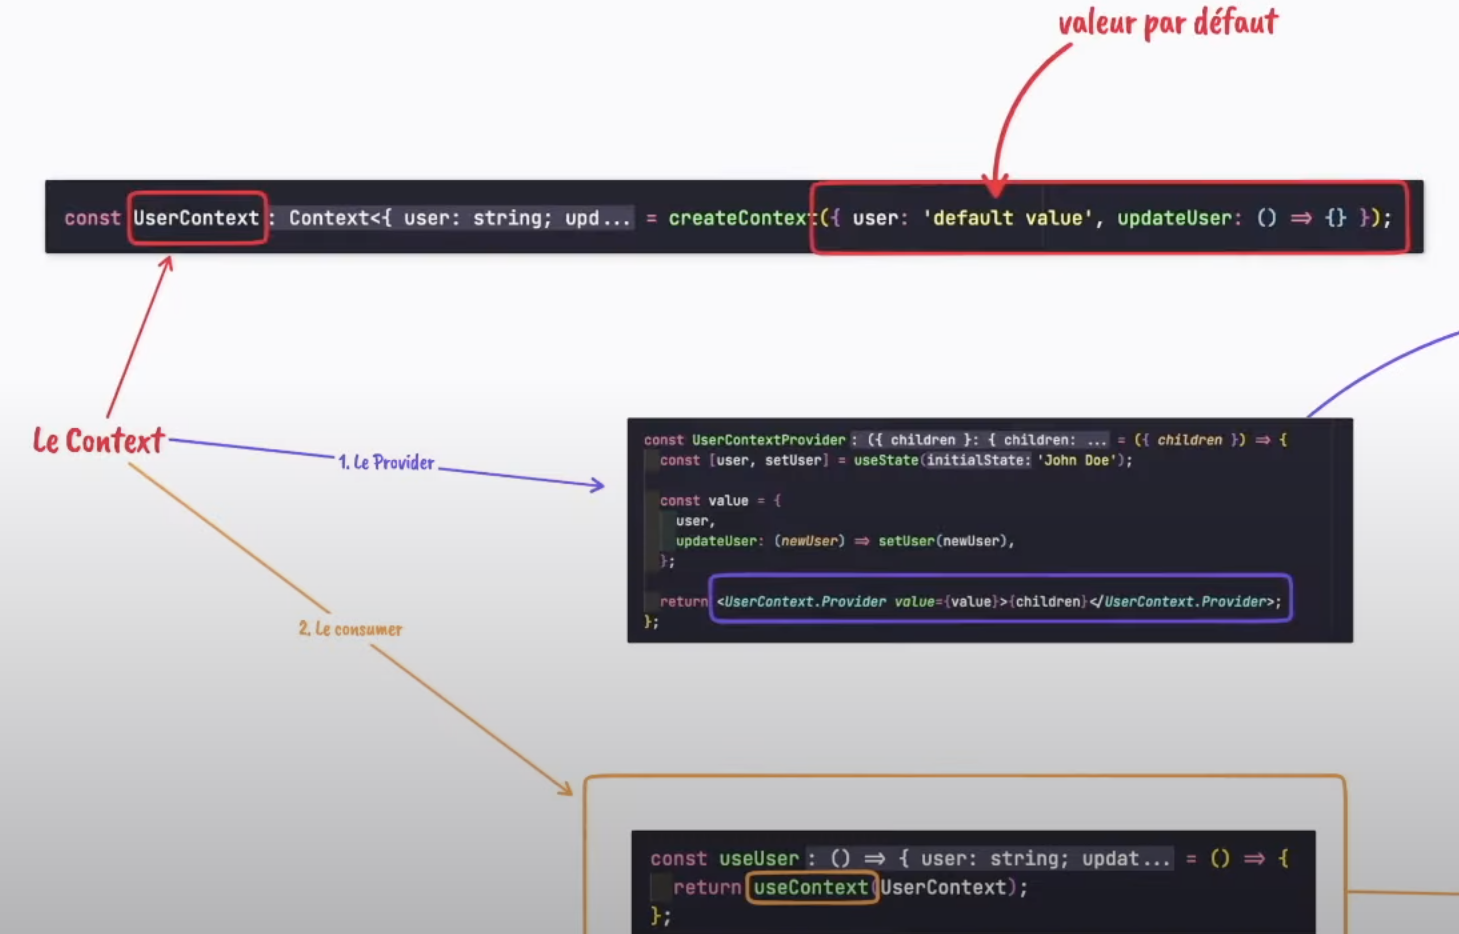 valeur par défaut
const UserContext: Context<{ user: string; upd... = createContext({ user: 'default value', updateUser: () ⇒ {} });
Le Context
1. Le Provider
const UserContextProvider: ({ children }: { children: ... = ({ children }) ⇒ {
const [user, setUser] = useState(initialState: 'John Doe');
const value = {
user,
updateUser: (newUser) ⇒ setUser(newUser),
};
return <UserContext.Provider value={value}>{children}</UserContext.Provider>;
};
2. Le consumer
const useUser: () ⇒ { user: string; updat... = () ⇒ {
return useContext(UserContext);
};